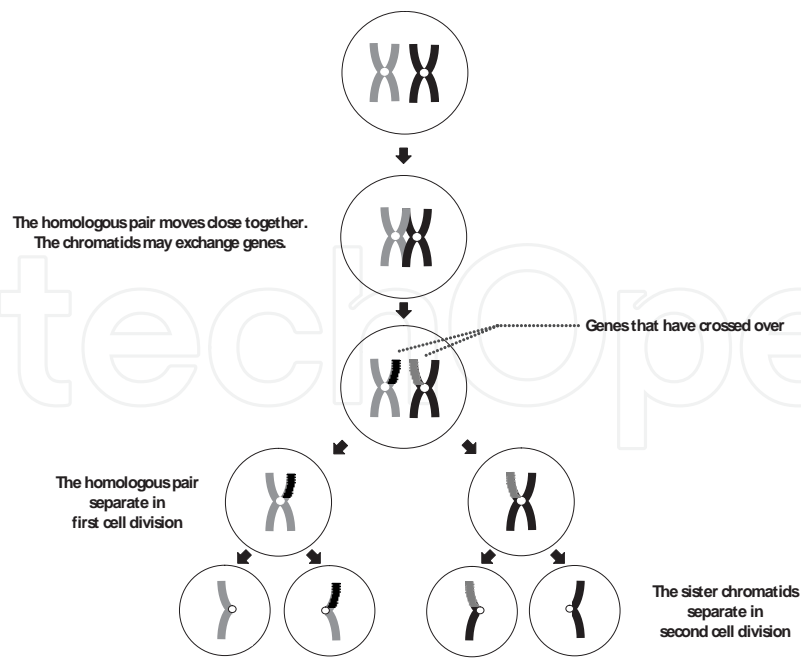 The homologous pair moves close together.
The chromatids may exchange genes.
Genes that have crossed over
The homologous pair
separate in
first cell division
The sister chromatids
separate in
second cell division
techOpe